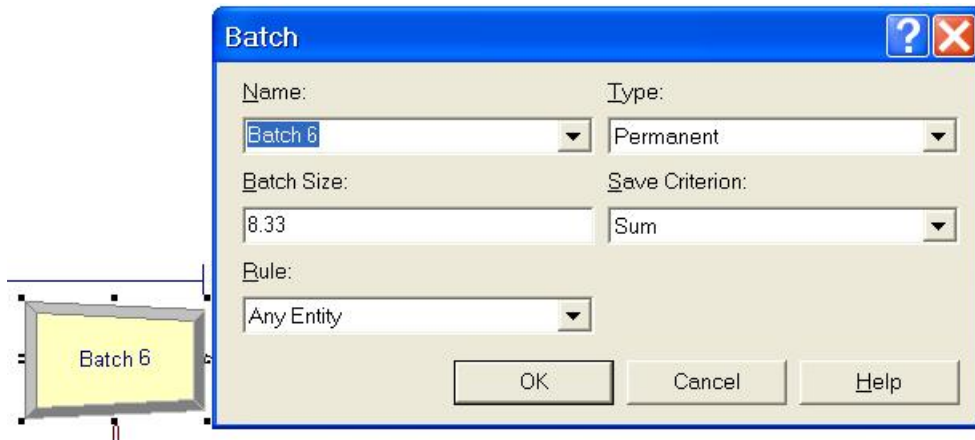 Batch
Name: Type:
Batch 6 Permanent
Batch Size: Save Criterion:
8.33 Sum
Rule:
Any Entity
Batch 6
OK Cancel Help